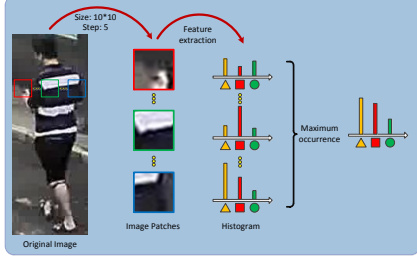 Size: 10*10
Step: 5
Feature
extraction
Maximum
occurrence
Original Image
Image Patches
Histogram